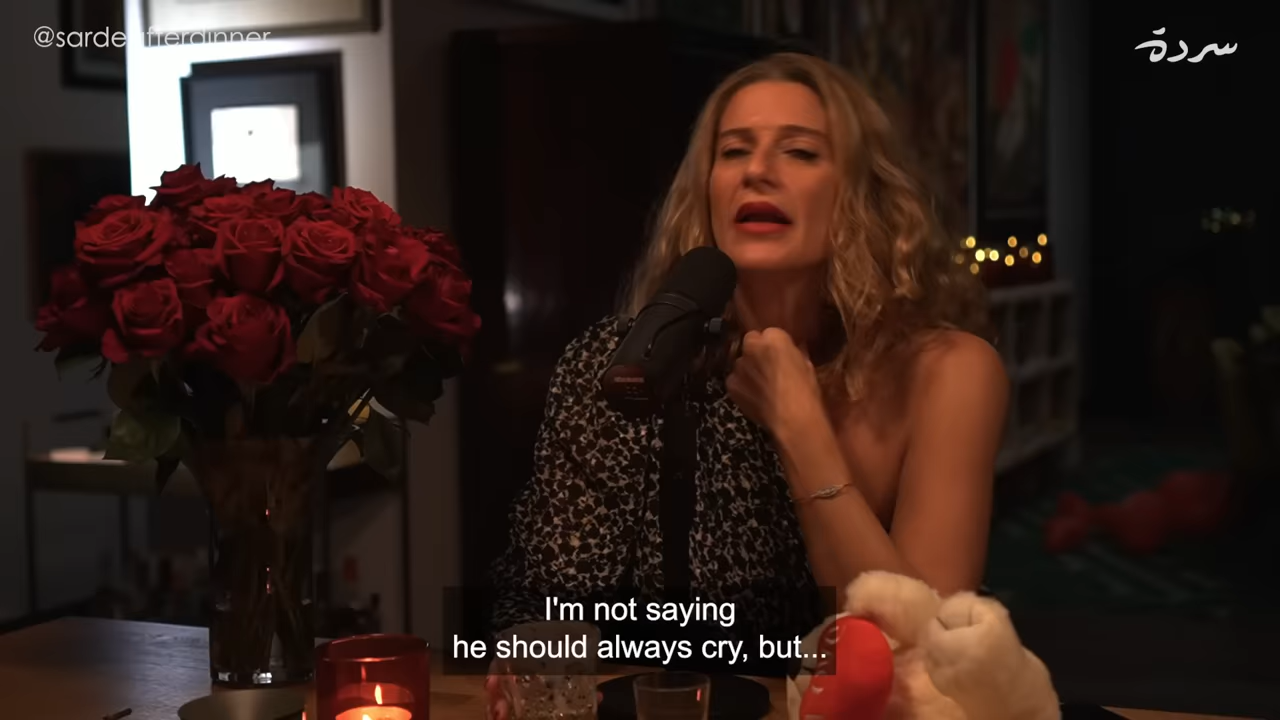 @sardeafterdinner
سردة
I'm not saying
he should always cry, but...